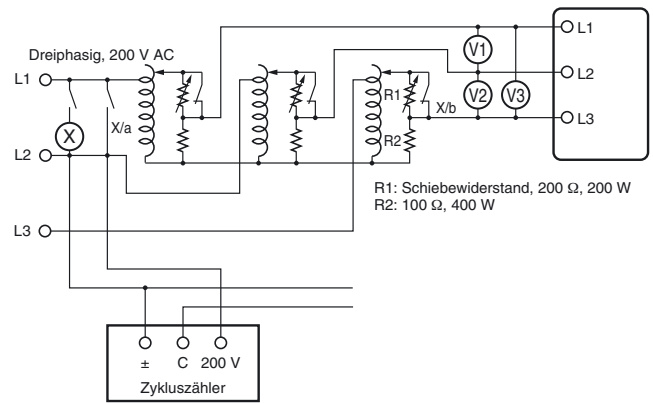 Dreiphasig, 200 V AC
L1
L2
L3
X
X/a
R1
R2
X/b
V1
V2
V3
L1
L2
L3
R1: Schiebewiderstand, 200 Ω, 200 W
R2: 100 Ω, 400 W
± C 200 V
Zykluszähler